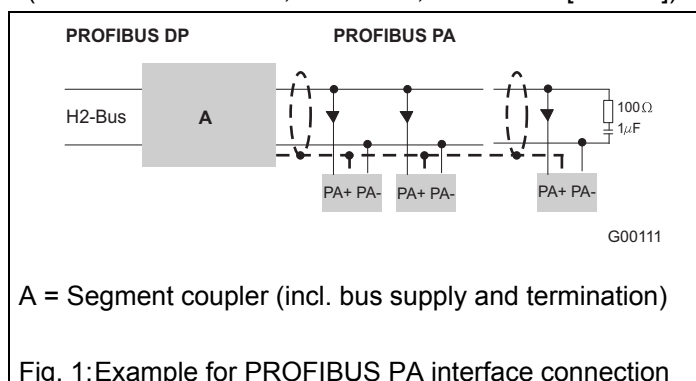 PROFIBUS DP PROFIBUS PA
H2-Bus A
100Ω
1µF
PA+ PA- PA+ PA- PA+ PA-
G00111
A = Segment coupler (incl. bus supply and termination)
Fig. 1:Example for PROFIBUS PA interface connection